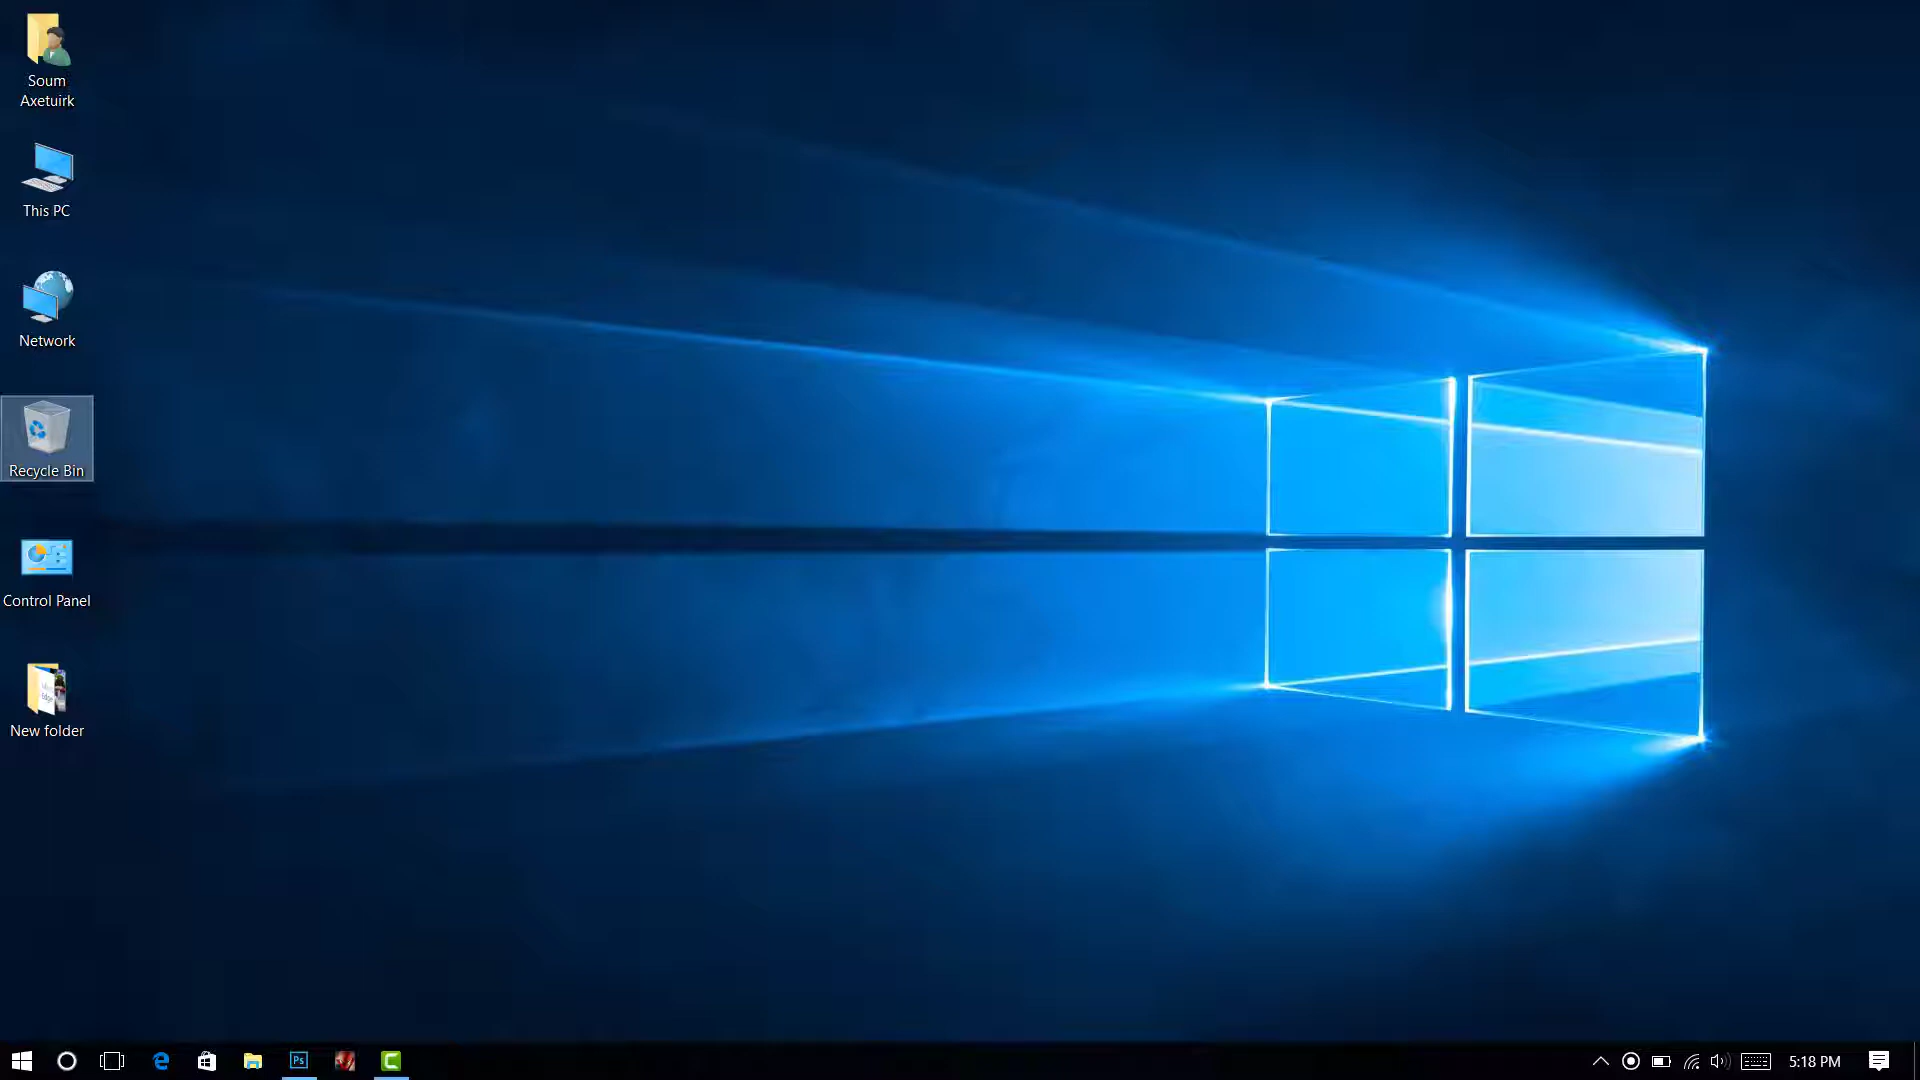 Soum
Axetuirk
This PC
Network
Recycle Bin
Control Panel
New folder
Ps
5:18 PM